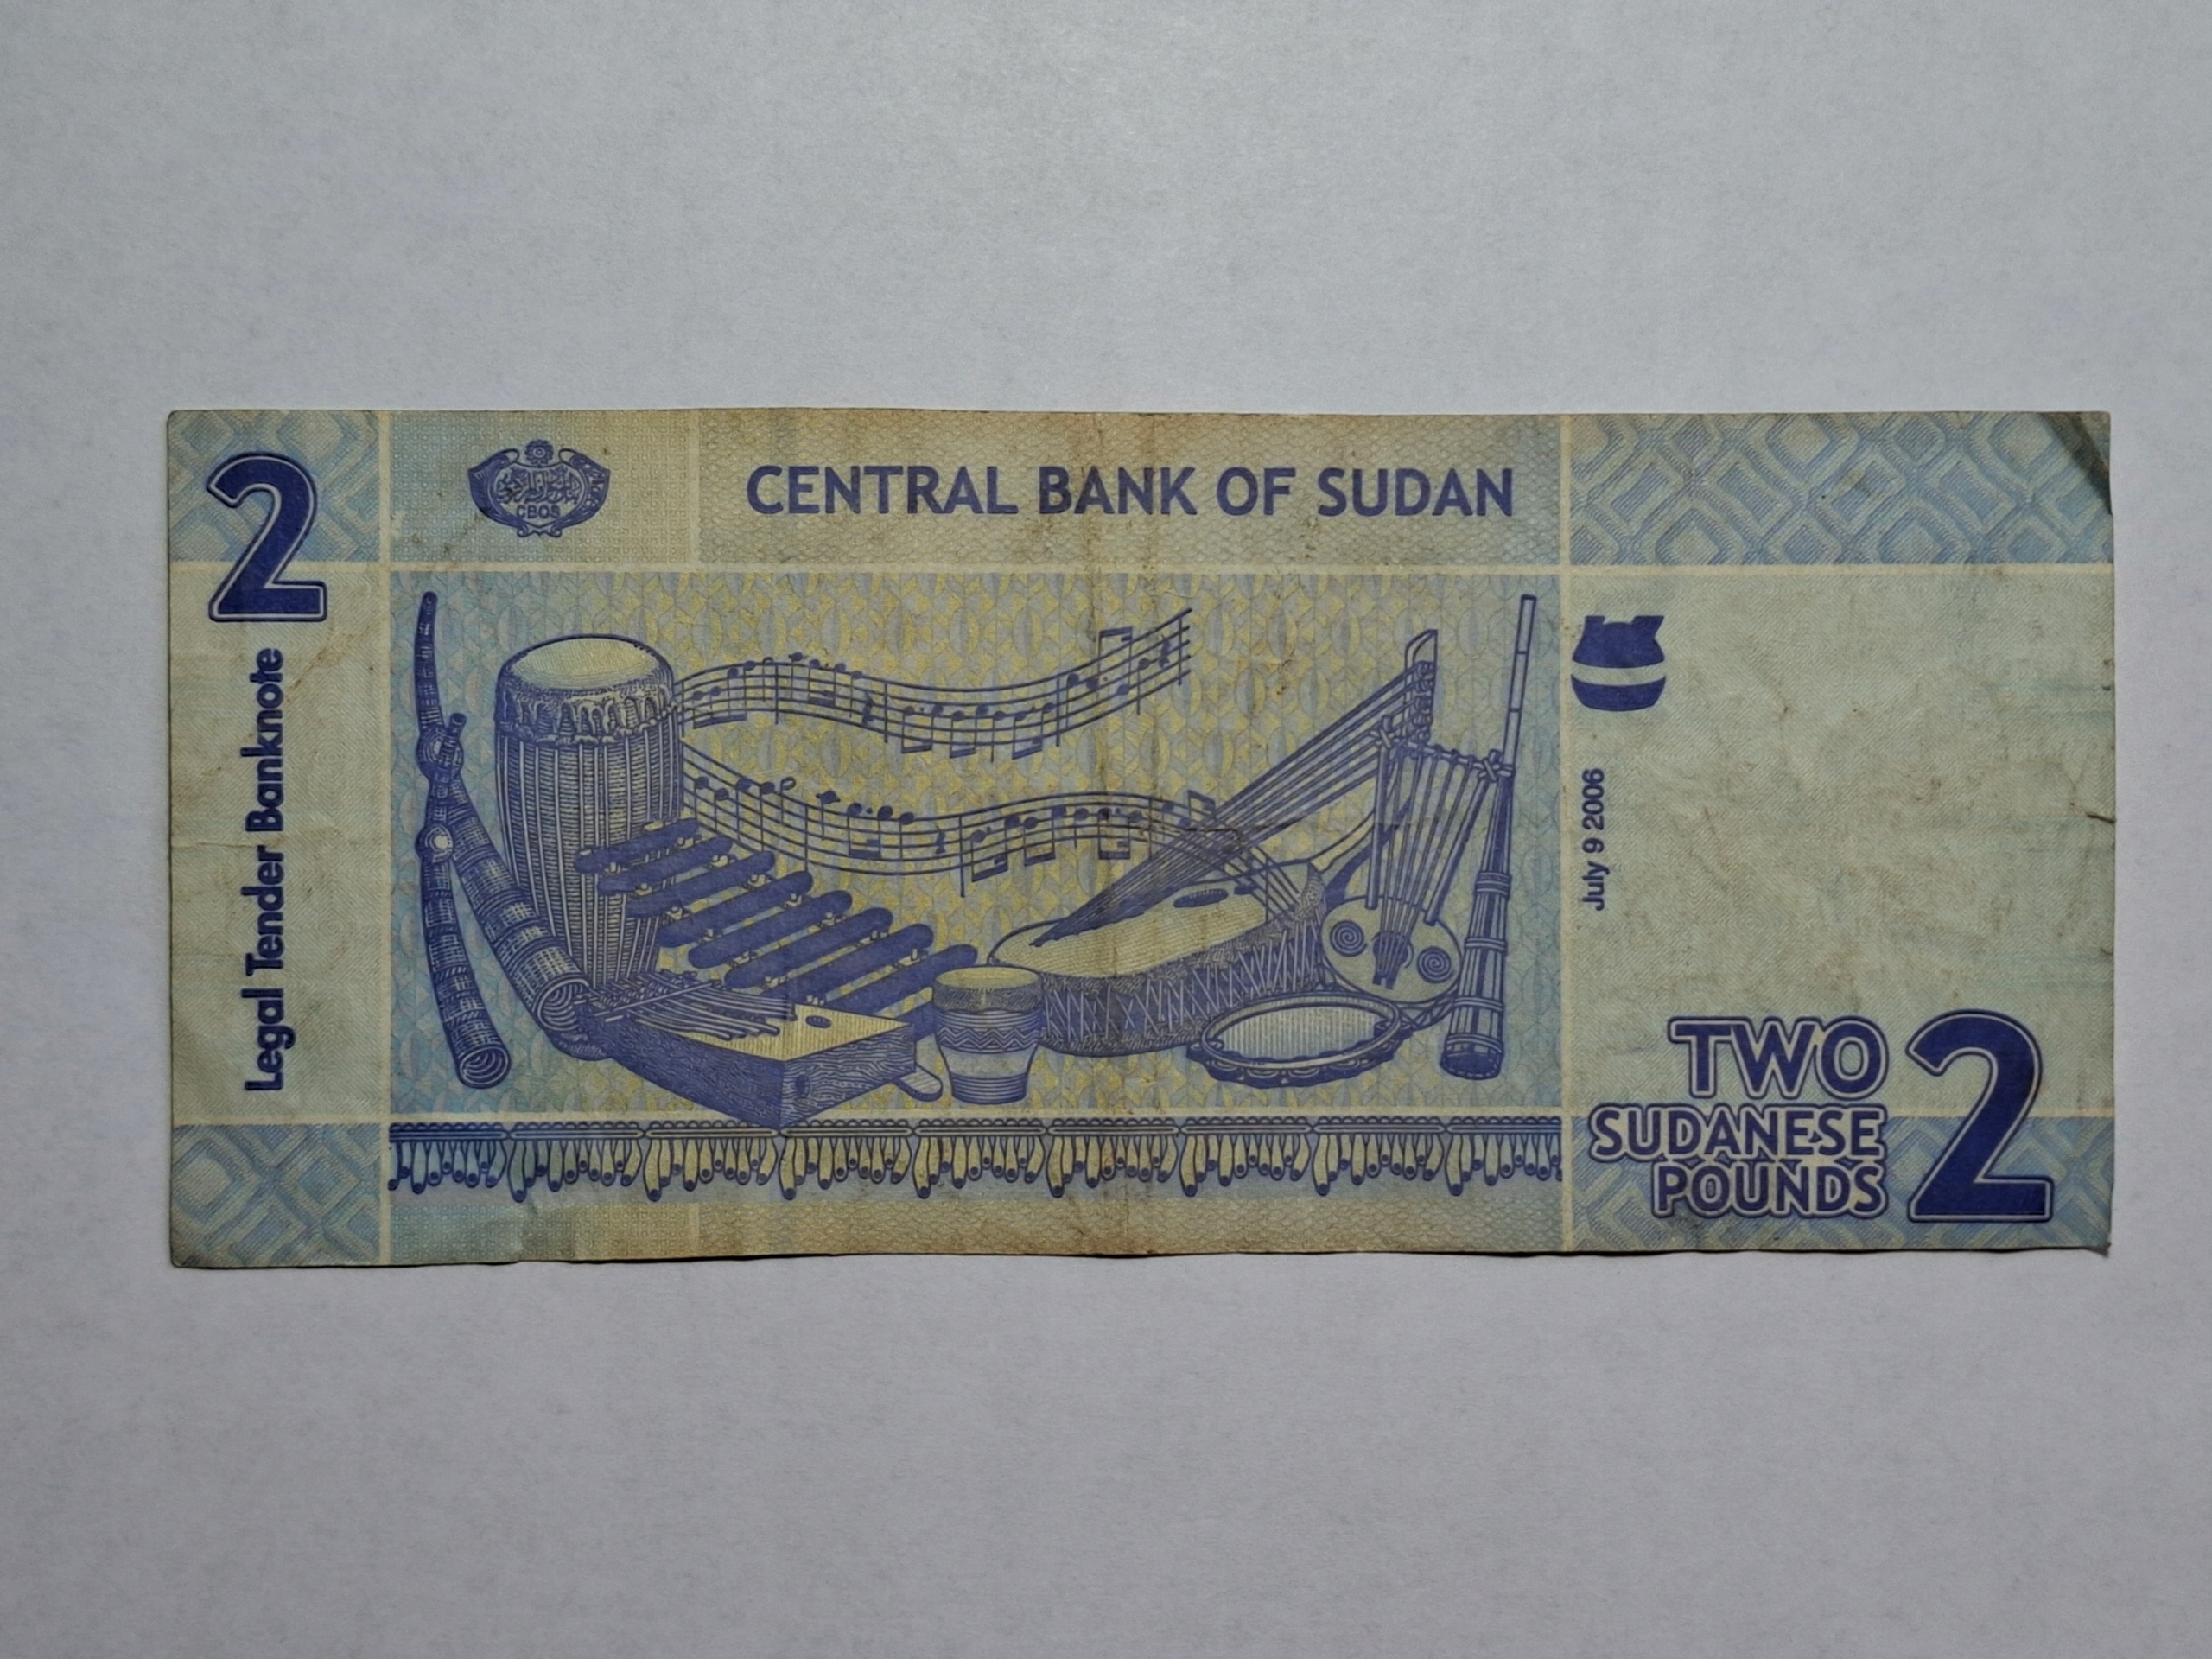 2
CBOS
CENTRAL BANK OF SUDAN
Legal Tender Banknote
July 9 2006
TWO
SUDANESE
POUNDS
2